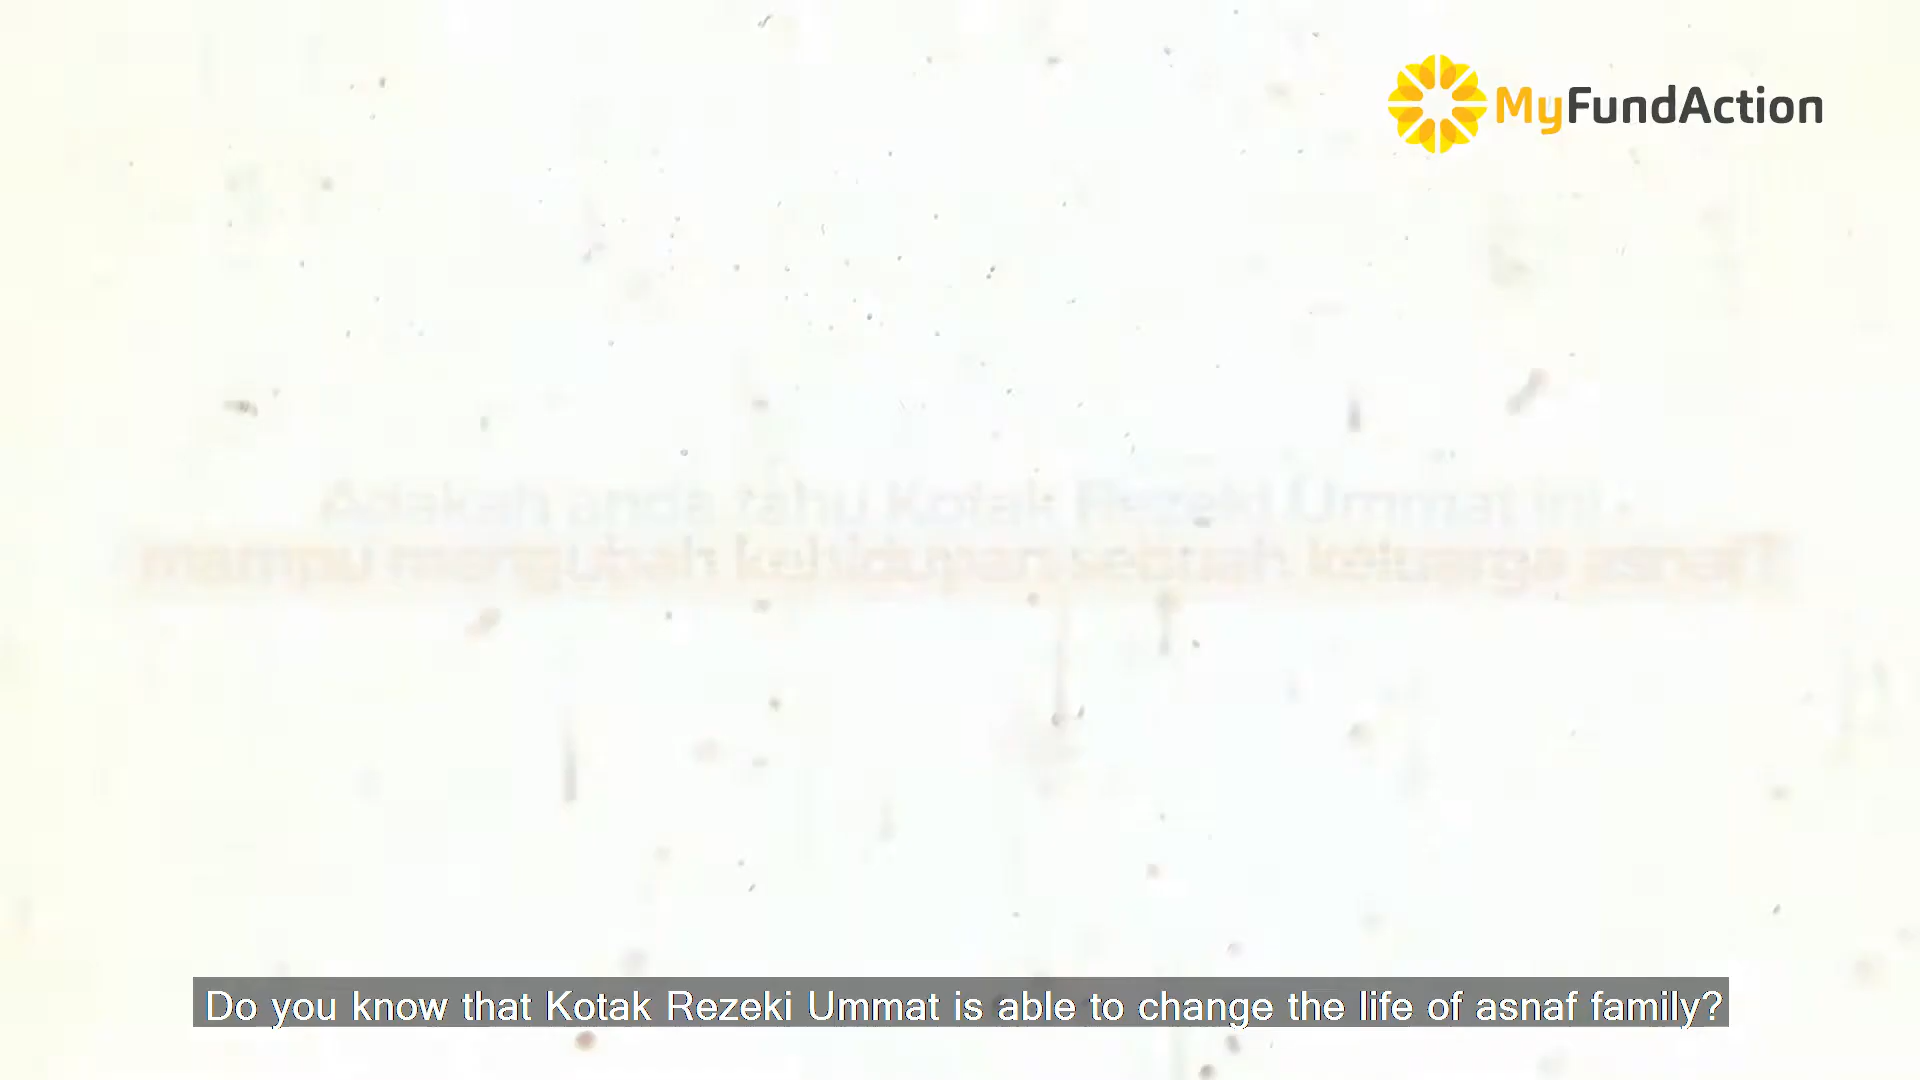 MyFundAction
Adakah anda tahu Kotak Rezeki Ummat ini
mampu mengubah kehidupan sebuah keluarga asnaf?
Do you know that Kotak Rezeki Ummat is able to change the life of asnaf family?